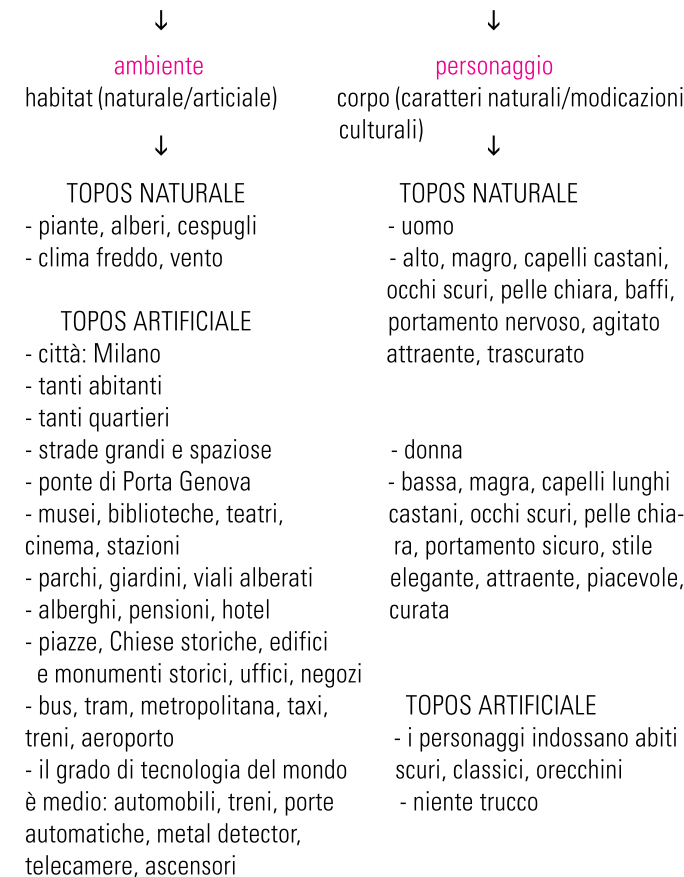 ambiente
habitat (naturale/articiale)
TOPOS NATURALE
- piante, alberi, cespugli
- clima freddo, vento
TOPOS ARTIFICIALE
- città: Milano
- tanti abitanti
- tanti quartieri
- strade grandi e spaziose
- ponte di Porta Genova
- musei, biblioteche, teatri,
cinema, stazioni
- parchi, giardini, viali alberati
- alberghi, pensioni, hotel
- piazze, Chiese storiche, edifici
e monumenti storici, uffici, negozi
- bus, tram, metropolitana, taxi,
treni, aeroporto
- il grado di tecnologia del mondo
è medio: automobili, treni, porte
automatiche, metal detector,
telecamere, ascensori
personaggio
corpo (caratteri naturali/modicazioni
culturali)
TOPOS NATURALE
- uomo
- alto, magro, capelli castani,
occhi scuri, pelle chiara, baffi,
portamento nervoso, agitato
attraente, trascurato
- donna
- bassa, magra, capelli lunghi
castani, occhi scuri, pelle chia-
ra, portamento sicuro, stile
elegante, attraente, piacevole,
curata
TOPOS ARTIFICIALE
- i personaggi indossano abiti
scuri, classici, orecchini
- niente trucco